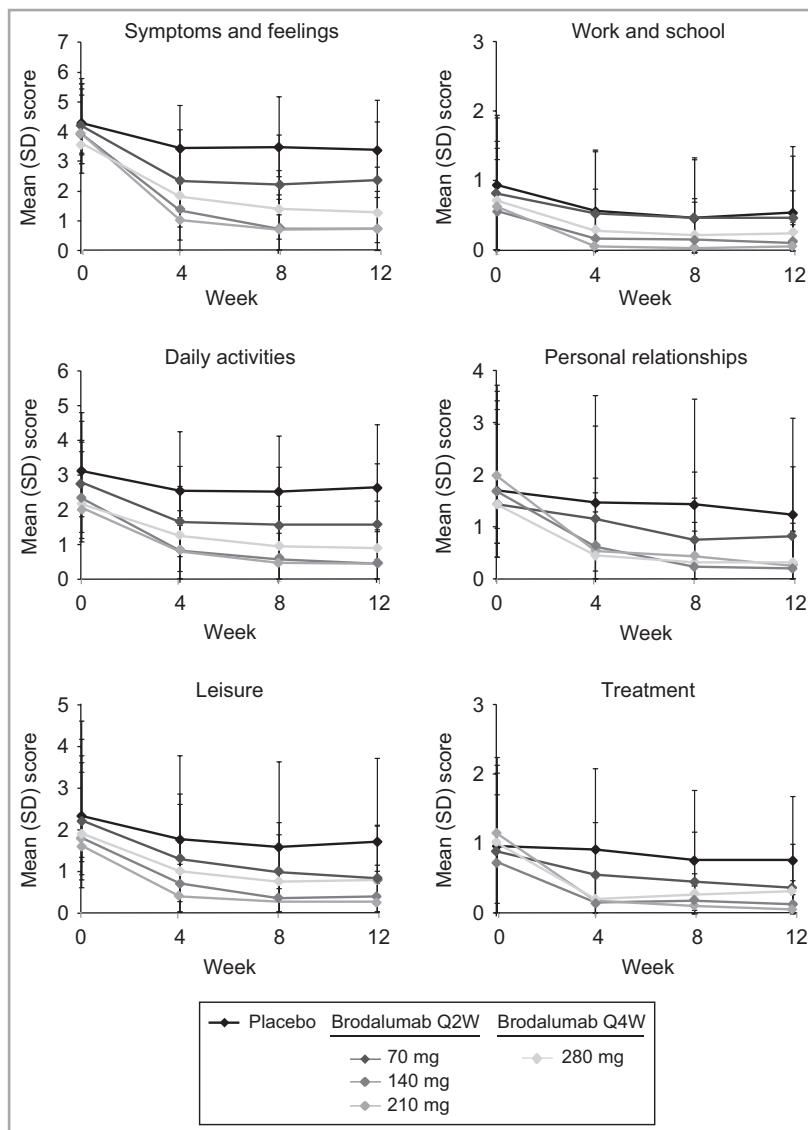 Symptoms and feelings
Mean (SD) score
7
6
5
4
3
2
1
0
0 4 8 12
Week
Work and school
Mean (SD) score
3
2
1
0
0 4 8 12
Week
Daily activities
Mean (SD) score
6
5
4
3
2
1
0
0 4 8 12
Week
Personal relationships
Mean (SD) score
4
3
2
1
0
0 4 8 12
Week
Leisure
Mean (SD) score
5
4
3
2
1
0
0 4 8 12
Week
Treatment
Mean (SD) score
3
2
1
0
0 4 8 12
Week
Placebo Brodalumab Q2W Brodalumab Q4W
70 mg 280 mg
140 mg
210 mg